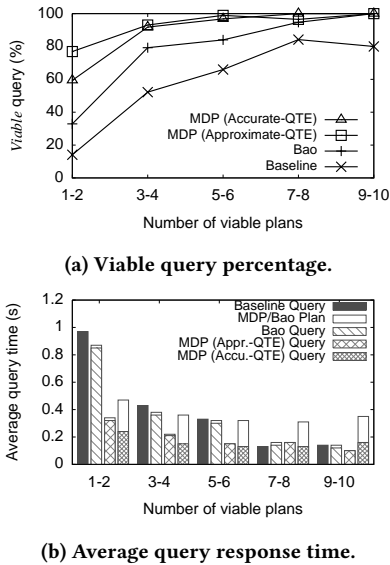 Viable query (%)
100
80
60
40
20
0
MDP (Accurate-QTE)
MDP (Approximate-QTE)
Bao
Baseline
1-2 3-4 5-6 7-8 9-10
Number of viable plans
(a) Viable query percentage.
Average query time (s)
1.2
1
0.8
0.6
0.4
0.2
0
Baseline Query
MDP/Bao Plan
Bao Query
MDP (Appr.-QTE) Query
MDP (Accu.-QTE) Query
1-2 3-4 5-6 7-8 9-10
Number of viable plans
(b) Average query response time.